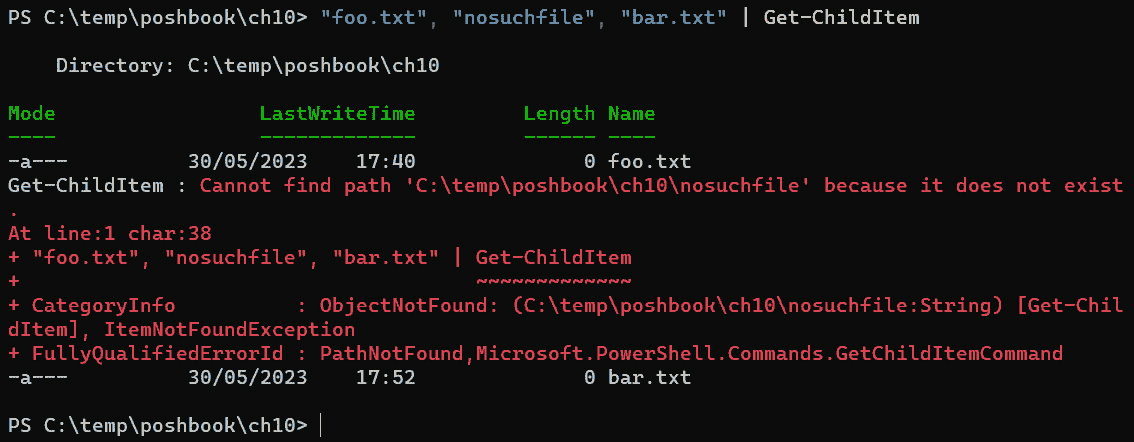 PS C:\temp\poshbook\ch10> "foo.txt", "nosuchfile", "bar.txt" | Get-ChildItem
    Directory: C:\temp\poshbook\ch10
Mode                 LastWriteTime         Length Name
----                 -------------         ------ ----
-a---          30/05/2023    17:40              0 foo.txt
Get-ChildItem : Cannot find path 'C:\temp\poshbook\ch10\nosuchfile' because it does not exist
.
At line:1 char:38
+ "foo.txt", "nosuchfile", "bar.txt" | Get-ChildItem
+                                      ~~~~~~~~~~~~~
+ CategoryInfo          : ObjectNotFound: (C:\temp\poshbook\ch10\nosuchfile:String) [Get-Chil
dItem], ItemNotFoundException
+ FullyQualifiedErrorId : PathNotFound,Microsoft.PowerShell.Commands.GetChildItemCommand
-a---          30/05/2023    17:52              0 bar.txt
PS C:\temp\poshbook\ch10>